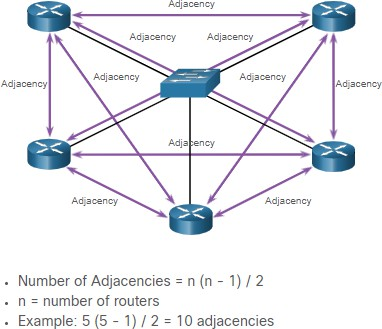 Adjacency
Adjacency
Adjacency
Adjacency
Adjacency
Adjacency
Adjacency
Adjacency
Adjacency
Adjacency
• Number of Adjacencies = n (n - 1) / 2
• n = number of routers
• Example: 5 (5 - 1) / 2 = 10 adjacencies